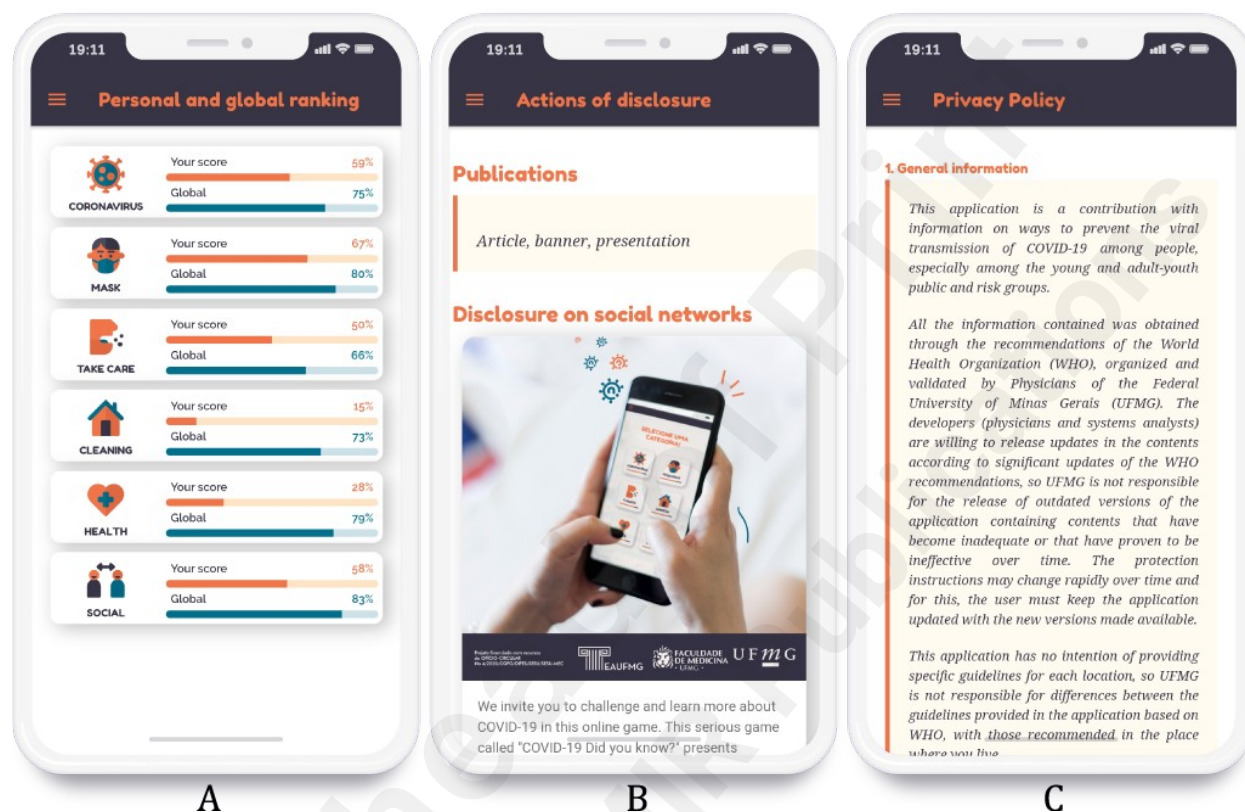 19:11
Personal and global ranking
Your score 59%
Global 75%
CORONAVIRUS
Your score 67%
Global 80%
MASK
Your score 50%
Global 66%
TAKE CARE
Your score 15%
Global 73%
CLEANING
Your score 28%
Global 79%
HEALTH
Your score 58%
Global 83%
SOCIAL
A
19:11
Actions of disclosure
Publications
Article, banner, presentation
Disclosure on social networks
SELECIONE UMA
CATEGORIA!
TEAUFMG
FACULDADE
DE MEDICINA
UFMG
UFmG
We invite you to challenge and learn more about
COVID-19 in this online game. This serious game
called "COVID-19 Did you know?" presents
B
19:11
Privacy Policy
1. General information
This application is a contribution with
information on ways to prevent the viral
transmission of COVID-19 among people,
especially among the young and adult-youth
public and risk groups.
All the information contained was obtained
through the recommendations of the World
Health Organization (WHO), organized and
validated by Physicians of the Federal
University of Minas Gerais (UFMG). The
developers (physicians and systems analysts)
are willing to release updates in the contents
according to significant updates of the WHO
recommendations, so UFMG is not responsible
for the release of outdated versions of the
application containing contents that have
become inadequate or that have proven to be
ineffective over time. The protection
instructions may change rapidly over time and
for this, the user must keep the application
updated with the new versions made available.
This application has no intention of providing
specific guidelines for each location, so UFMG
is not responsible for differences between the
guidelines provided in the application based on
WHO, with those recommended in the place
where you live
C